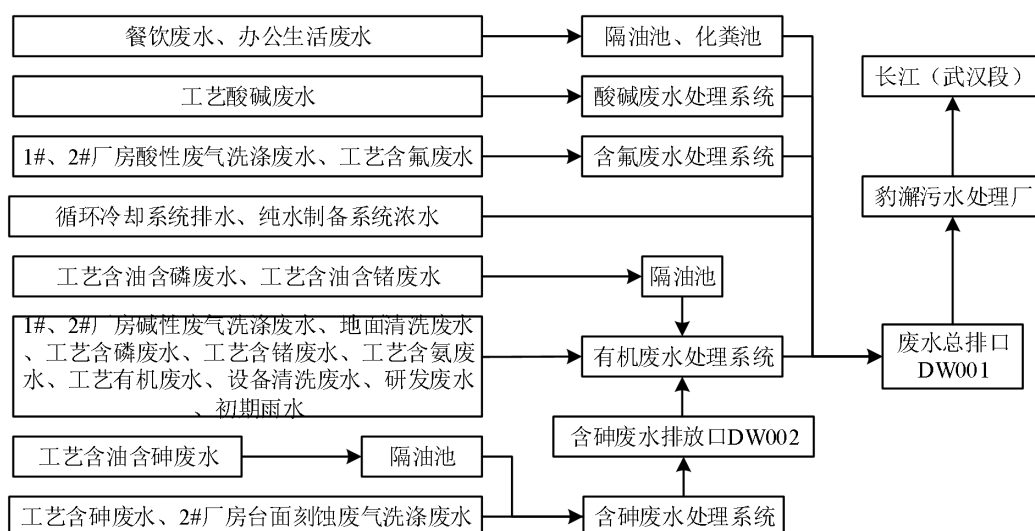 餐饮废水、办公生活废水
隔油池、化粪池
长江（武汉段）
工艺酸碱废水
酸碱废水处理系统
1#、2#厂房酸性废气洗涤废水、工艺含氟废水
含氟废水处理系统
豹澥污水处理厂
循环冷却系统排水、纯水制备系统浓水
工艺含油含磷废水、工艺含油含锗废水
隔油池
1#、2#厂房碱性废气洗涤废水、地面清洗废水
、工艺含磷废水、工艺含锗废水、工艺含氨废
水、工艺有机废水、设备清洗废水、研发废水
、初期雨水
有机废水处理系统
废水总排口
DW001
含砷废水排放口DW002
工艺含油含砷废水
隔油池
工艺含砷废水、2#厂房台面刻蚀废气洗涤废水
含砷废水处理系统